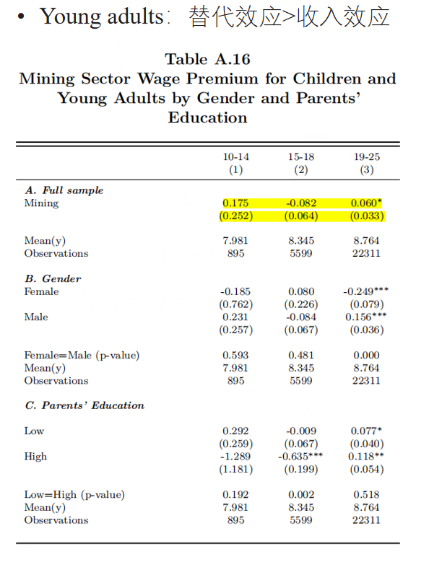 • Young adults：替代效应>收入效应
Table A.16
Mining Sector Wage Premium for Children and
Young Adults by Gender and Parents’
Education
10-14 15-18 19-25
(1) (2) (3)
A. Full sample
Mining 0.175 -0.082 0.060*
(0.252) (0.064) (0.033)
Mean(y) 7.981 8.345 8.764
Observations 895 5599 22311
B. Gender
Female -0.185 0.080 -0.249***
(0.762) (0.226) (0.079)
Male 0.231 -0.084 0.156***
(0.257) (0.067) (0.036)
Female=Male (p-value) 0.593 0.481 0.000
Mean(y) 7.981 8.345 8.764
Observations 895 5599 22311
C. Parents’ Education
Low 0.292 -0.009 0.077*
(0.259) (0.067) (0.040)
High -1.289 -0.635*** 0.118**
(1.181) (0.199) (0.054)
Low=High (p-value) 0.192 0.002 0.518
Mean(y) 7.981 8.345 8.764
Observations 895 5599 22311